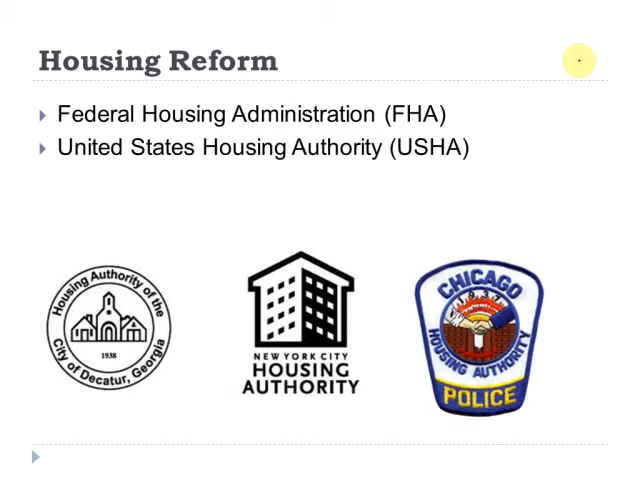 Housing Reform
Federal Housing Administration (FHA)
United States Housing Authority (USHA)
Housing Authority of the
1938
City of Decatur, Georgia
NEW YORK CITY
HOUSING
AUTHORITY
CHICAGO
1937
HOUSING AUTHORITY
POLICE